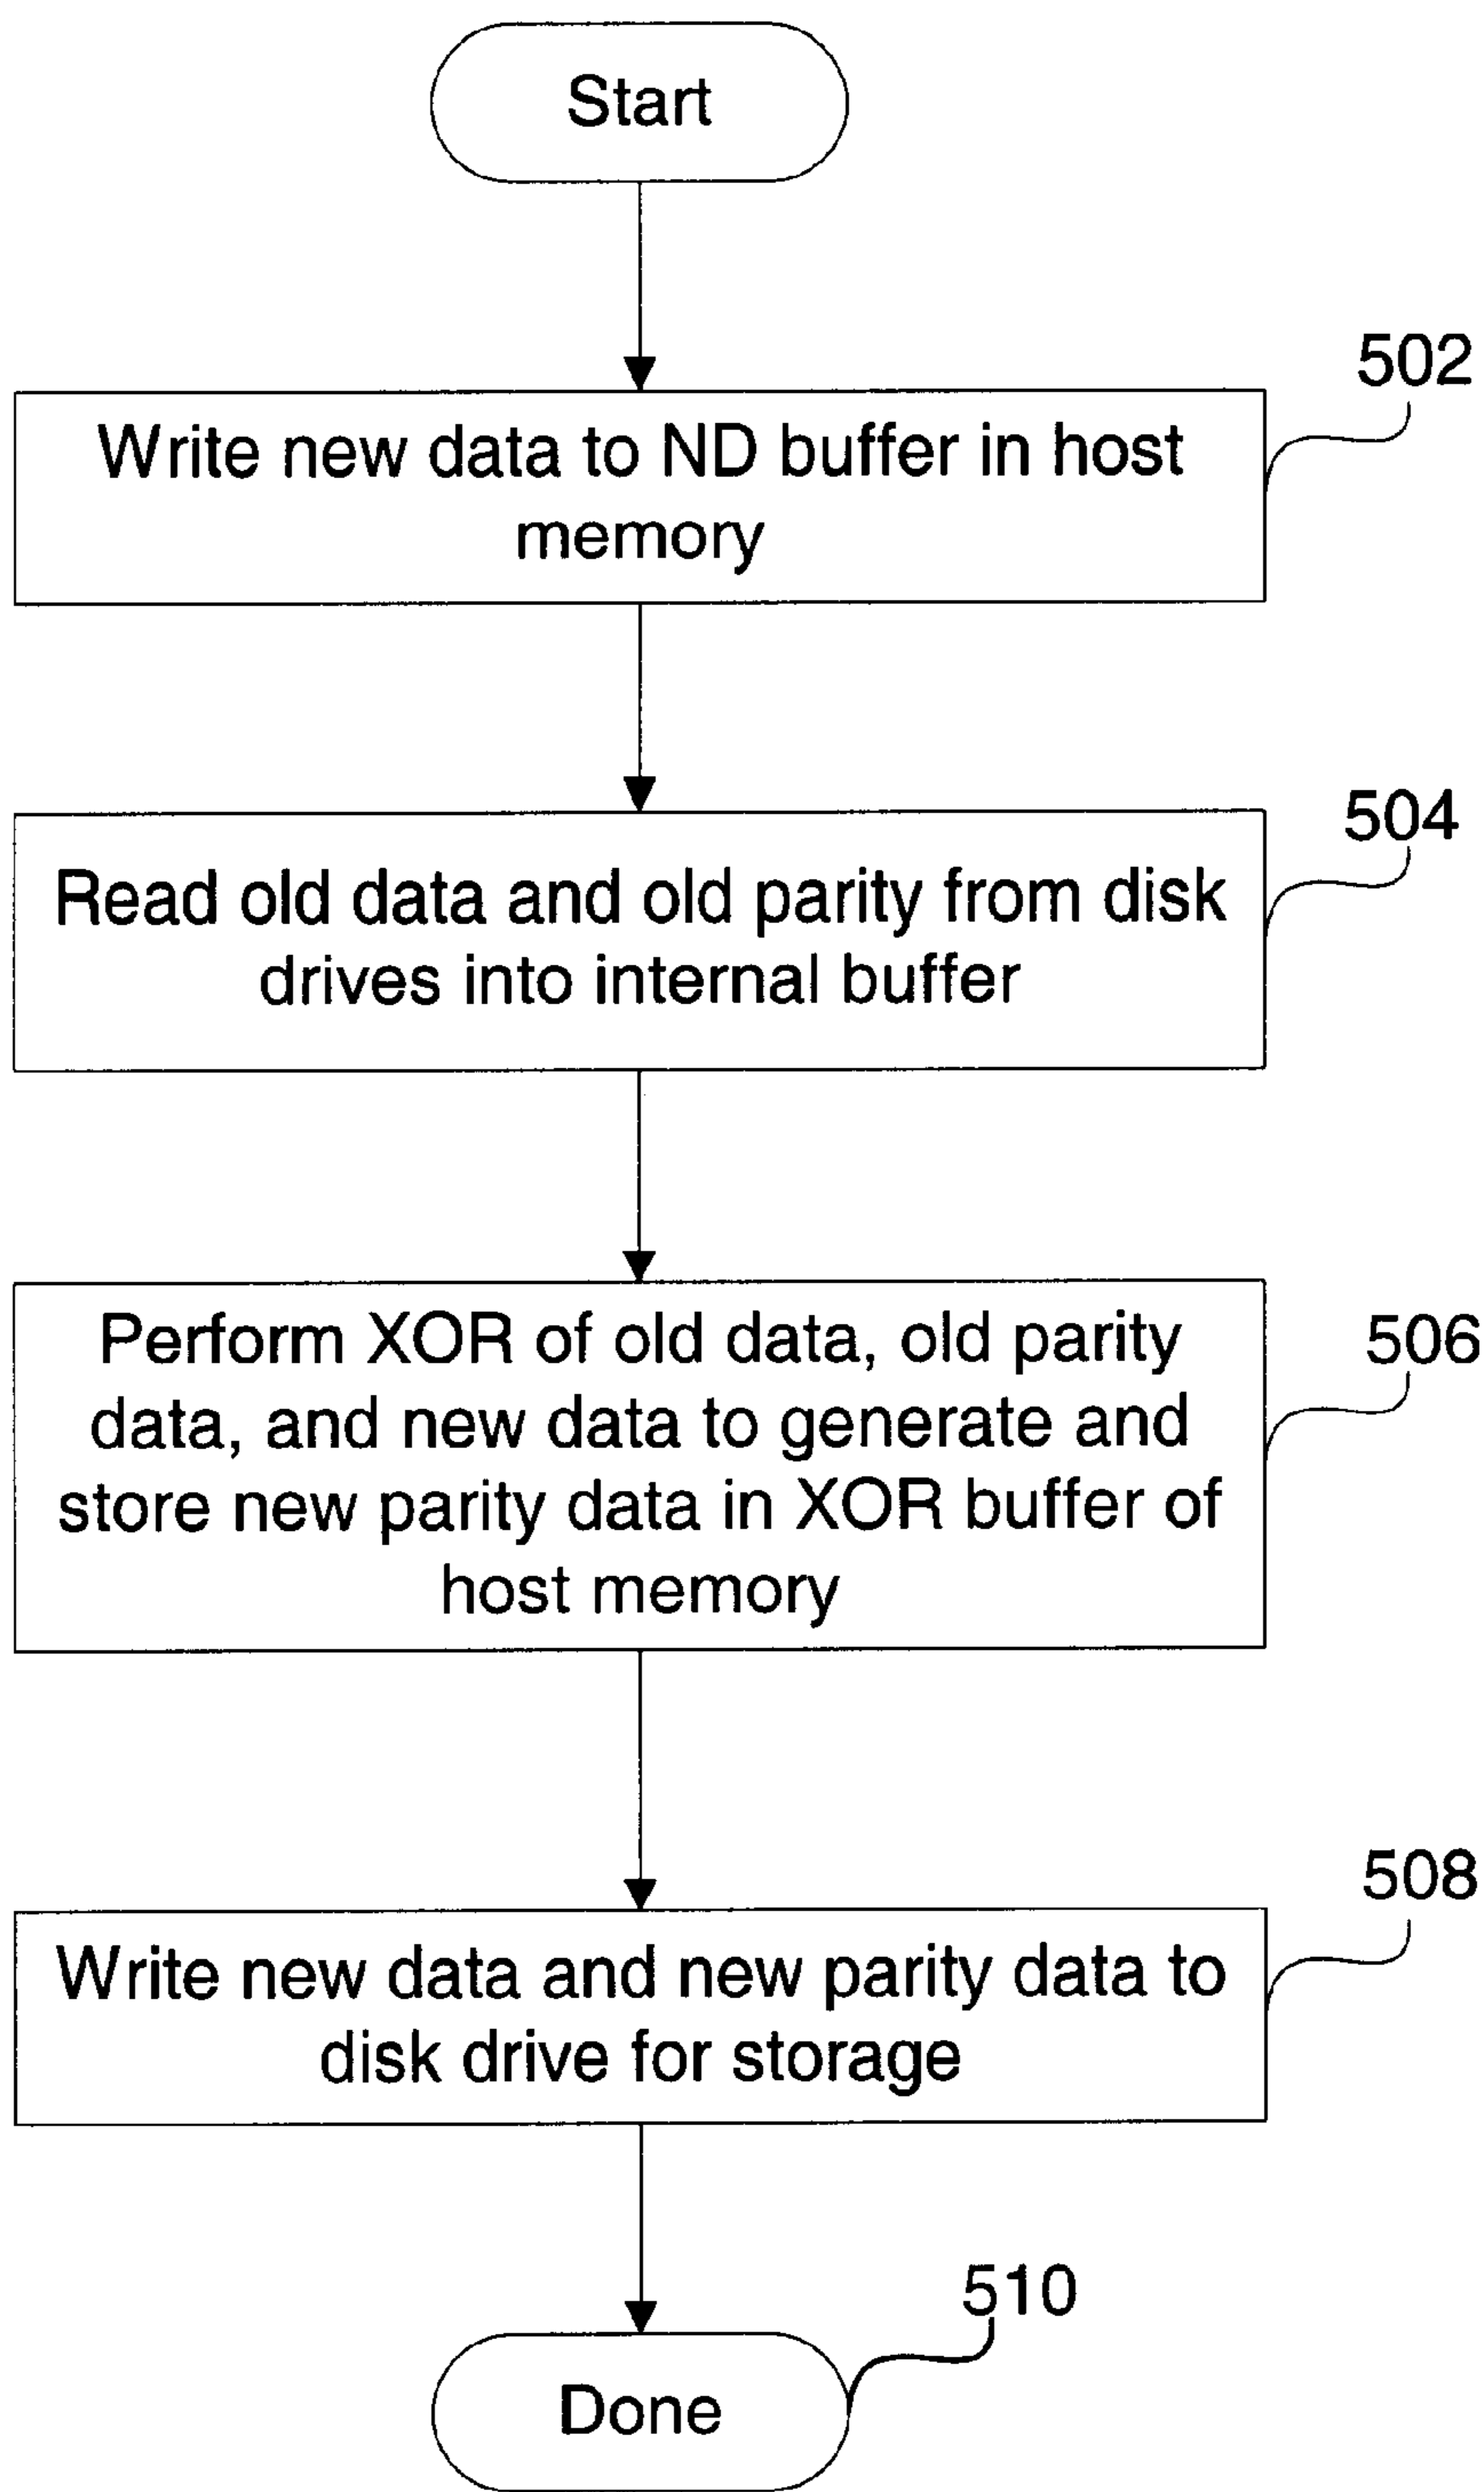 Start
502
Write new data to ND buffer in host
memory
504
Read old data and old parity from disk
drives into internal buffer
506
Perform XOR of old data, old parity
data, and new data to generate and
store new parity data in XOR buffer of
host memory
508
Write new data and new parity data to
disk drive for storage
510
Done